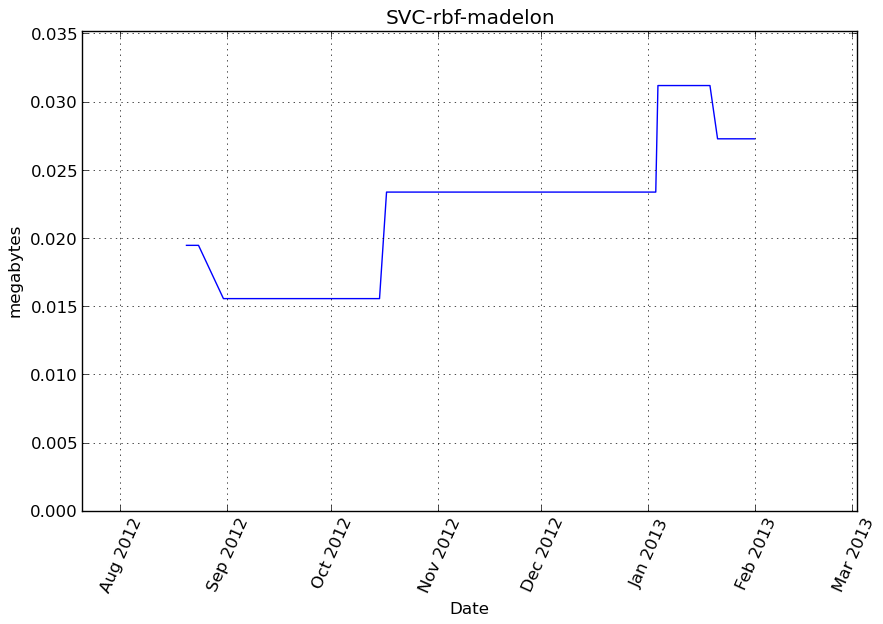 SVC-rbf-madelon
0.035
0.030
0.025
0.020
0.015
0.010
0.005
0.000
megabytes
Aug 2012
Sep 2012
Oct 2012
Nov 2012
Dec 2012
Jan 2013
Feb 2013
Mar 2013
Date